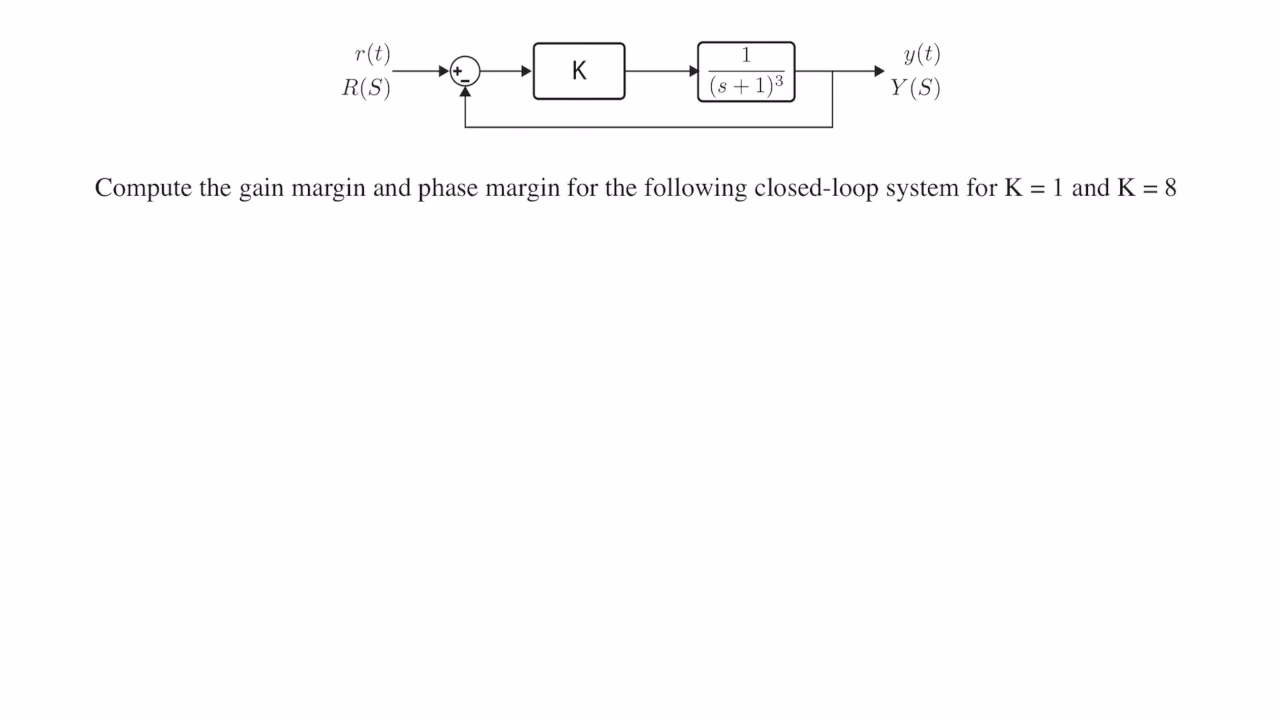 r(t)
R(S)
+
−
K
1
(s + 1)³
y(t)
Y(S)
Compute the gain margin and phase margin for the following closed-loop system for K = 1 and K = 8